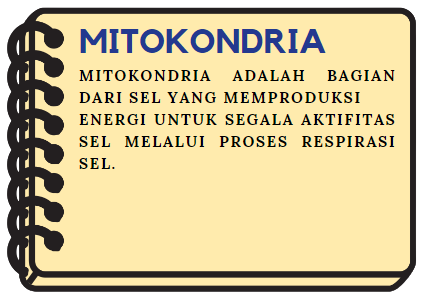 MITOKONDRIA
MITOKONDRIA ADALAH BAGIAN
DARI SEL YANG MEMPRODUKSI
ENERGI UNTUK SEGALA AKTIFITAS
SEL MELALUI PROSES RESPIRASI
SEL.